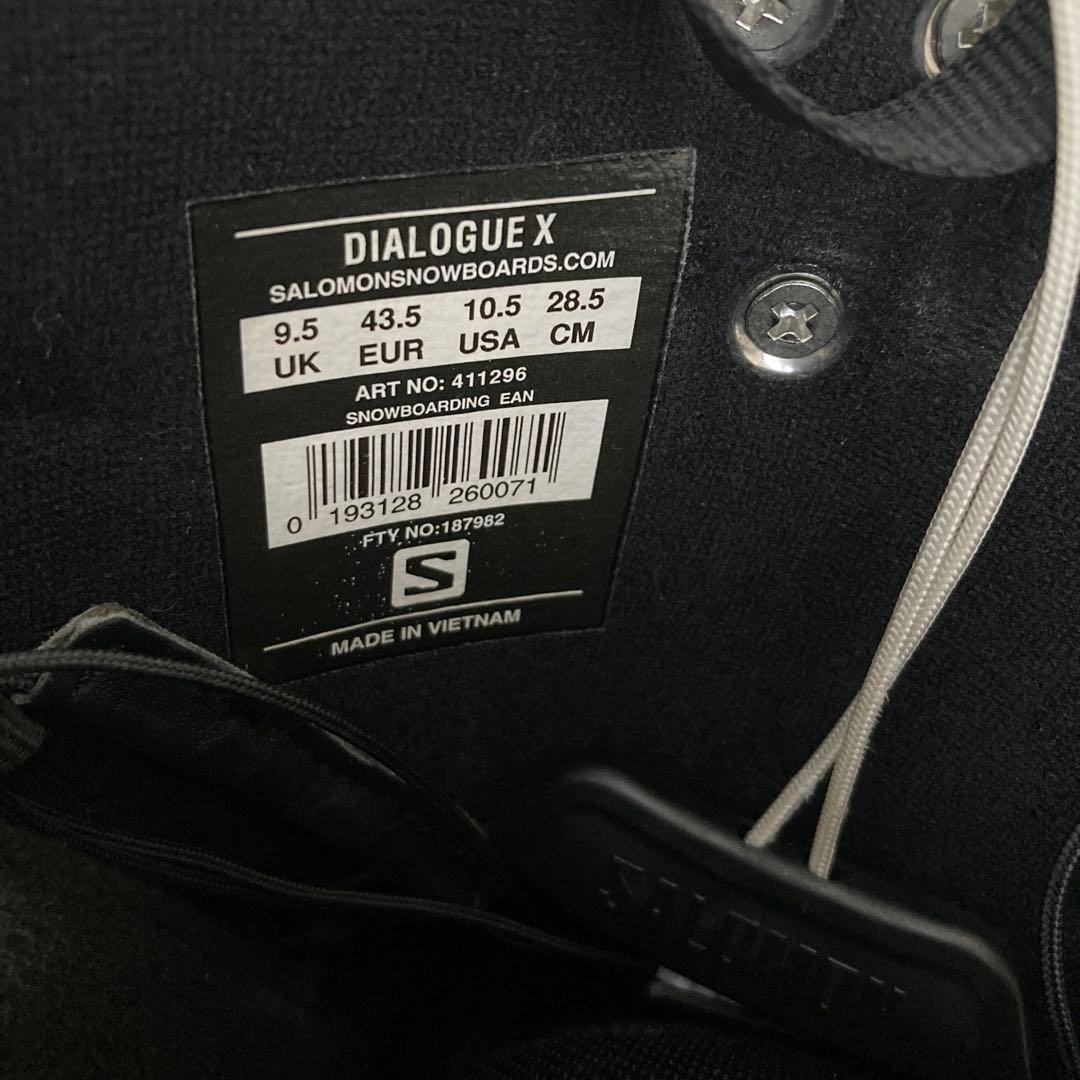 DIALOGUE X
SALOMONSNOWBOARDS.COM
9.5 43.5 10.5 28.5
UK EUR USA CM
ART NO: 411296
SNOWBOARDING EAN
0 193128 260071
FTY NO:187982
S
MADE IN VIETNAM
SALOMON